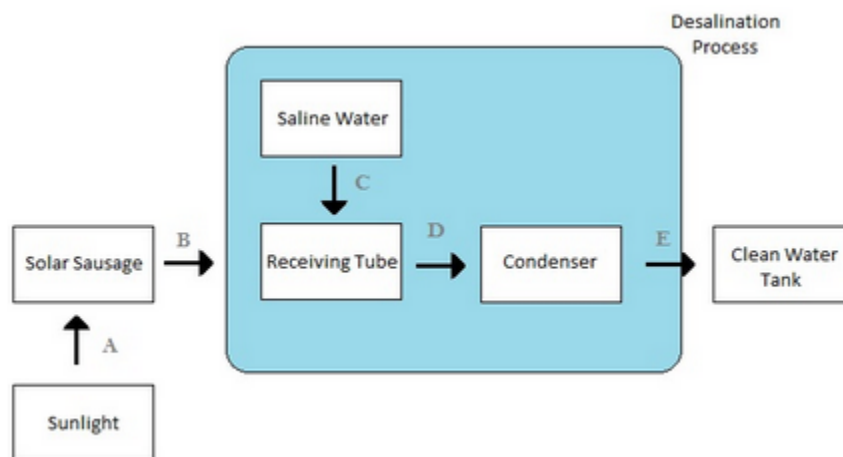 Desalination
Process
Saline Water
C
Solar Sausage
B
Receiving Tube
D
Condenser
E
Clean Water
Tank
A
Sunlight